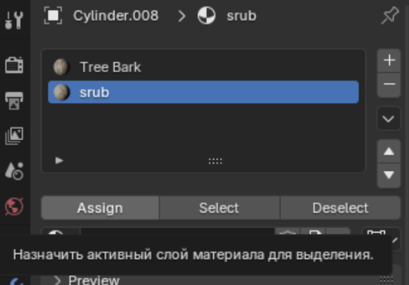 Cylinder.008 > srub
Tree Bark
srub
Assign Select Deselect
Назначить активный слой материала для выделения.
Preview